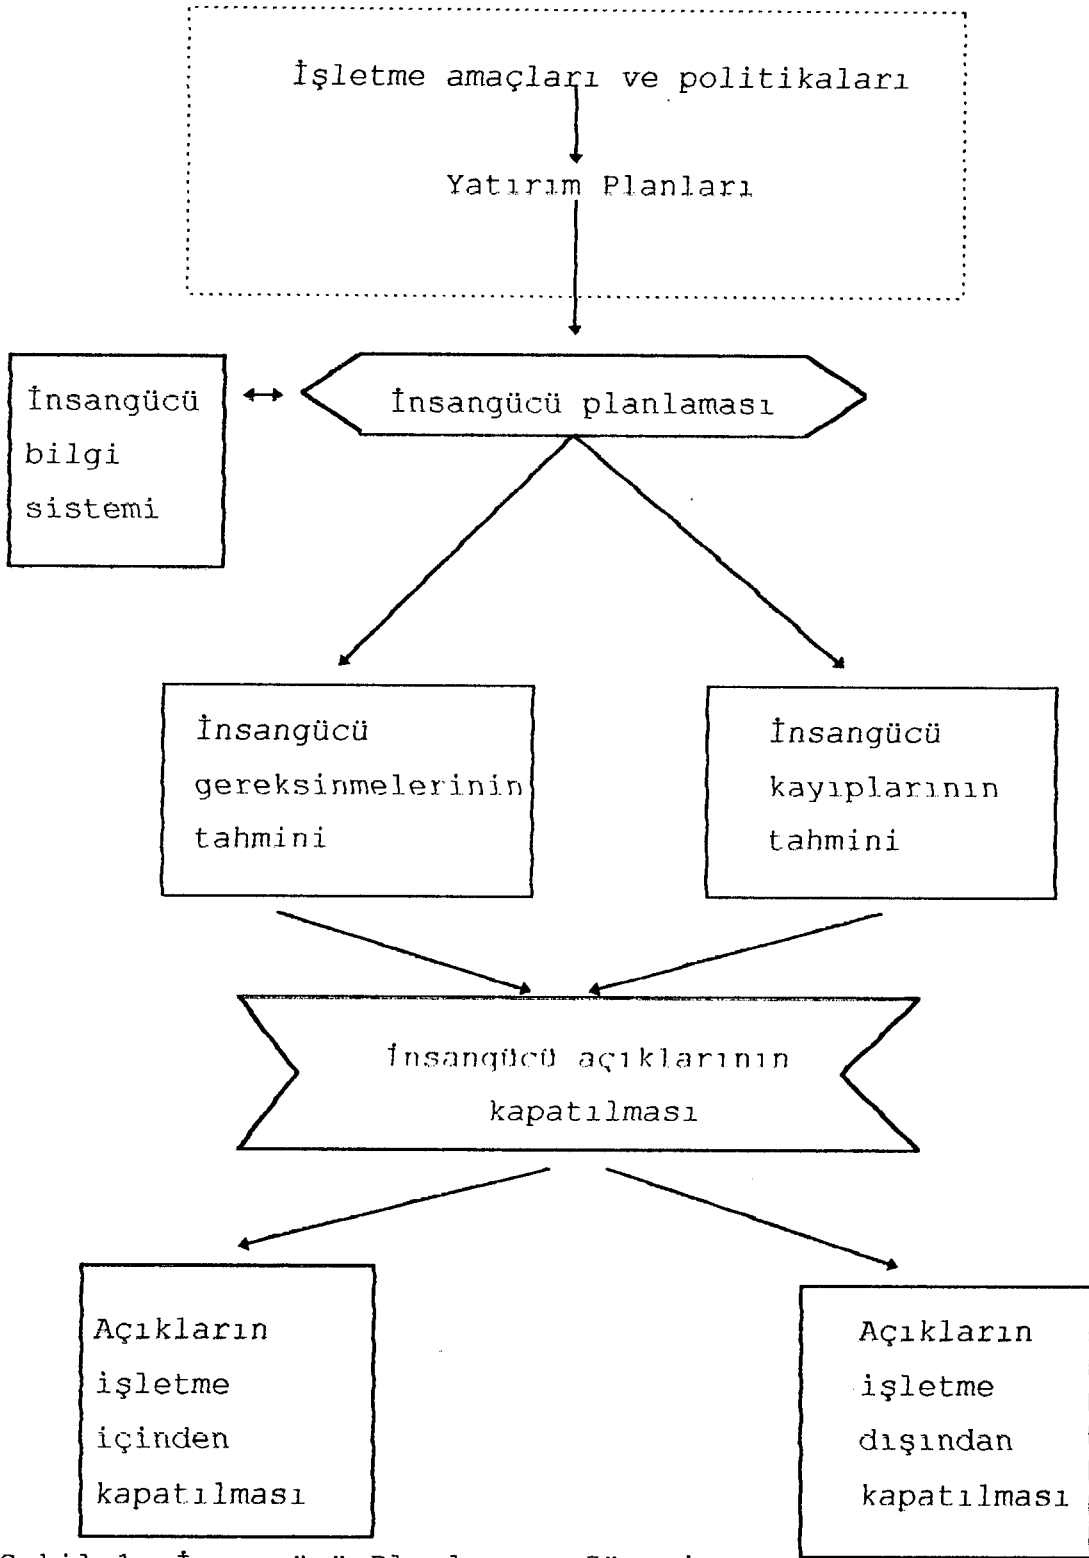 İşletme amaçları ve politikaları
Yatırım Planları
İnsangücü
bilgi
sistemi
İnsangücü planlaması
İnsangücü
gereksinmelerinin
tahmini
İnsangücü
kayıplarının
tahmini
İnsangücü açıklarının
kapatılması
Açıkların
işletme
içinden
kapatılması
Açıkların
işletme
dışından
kapatılması